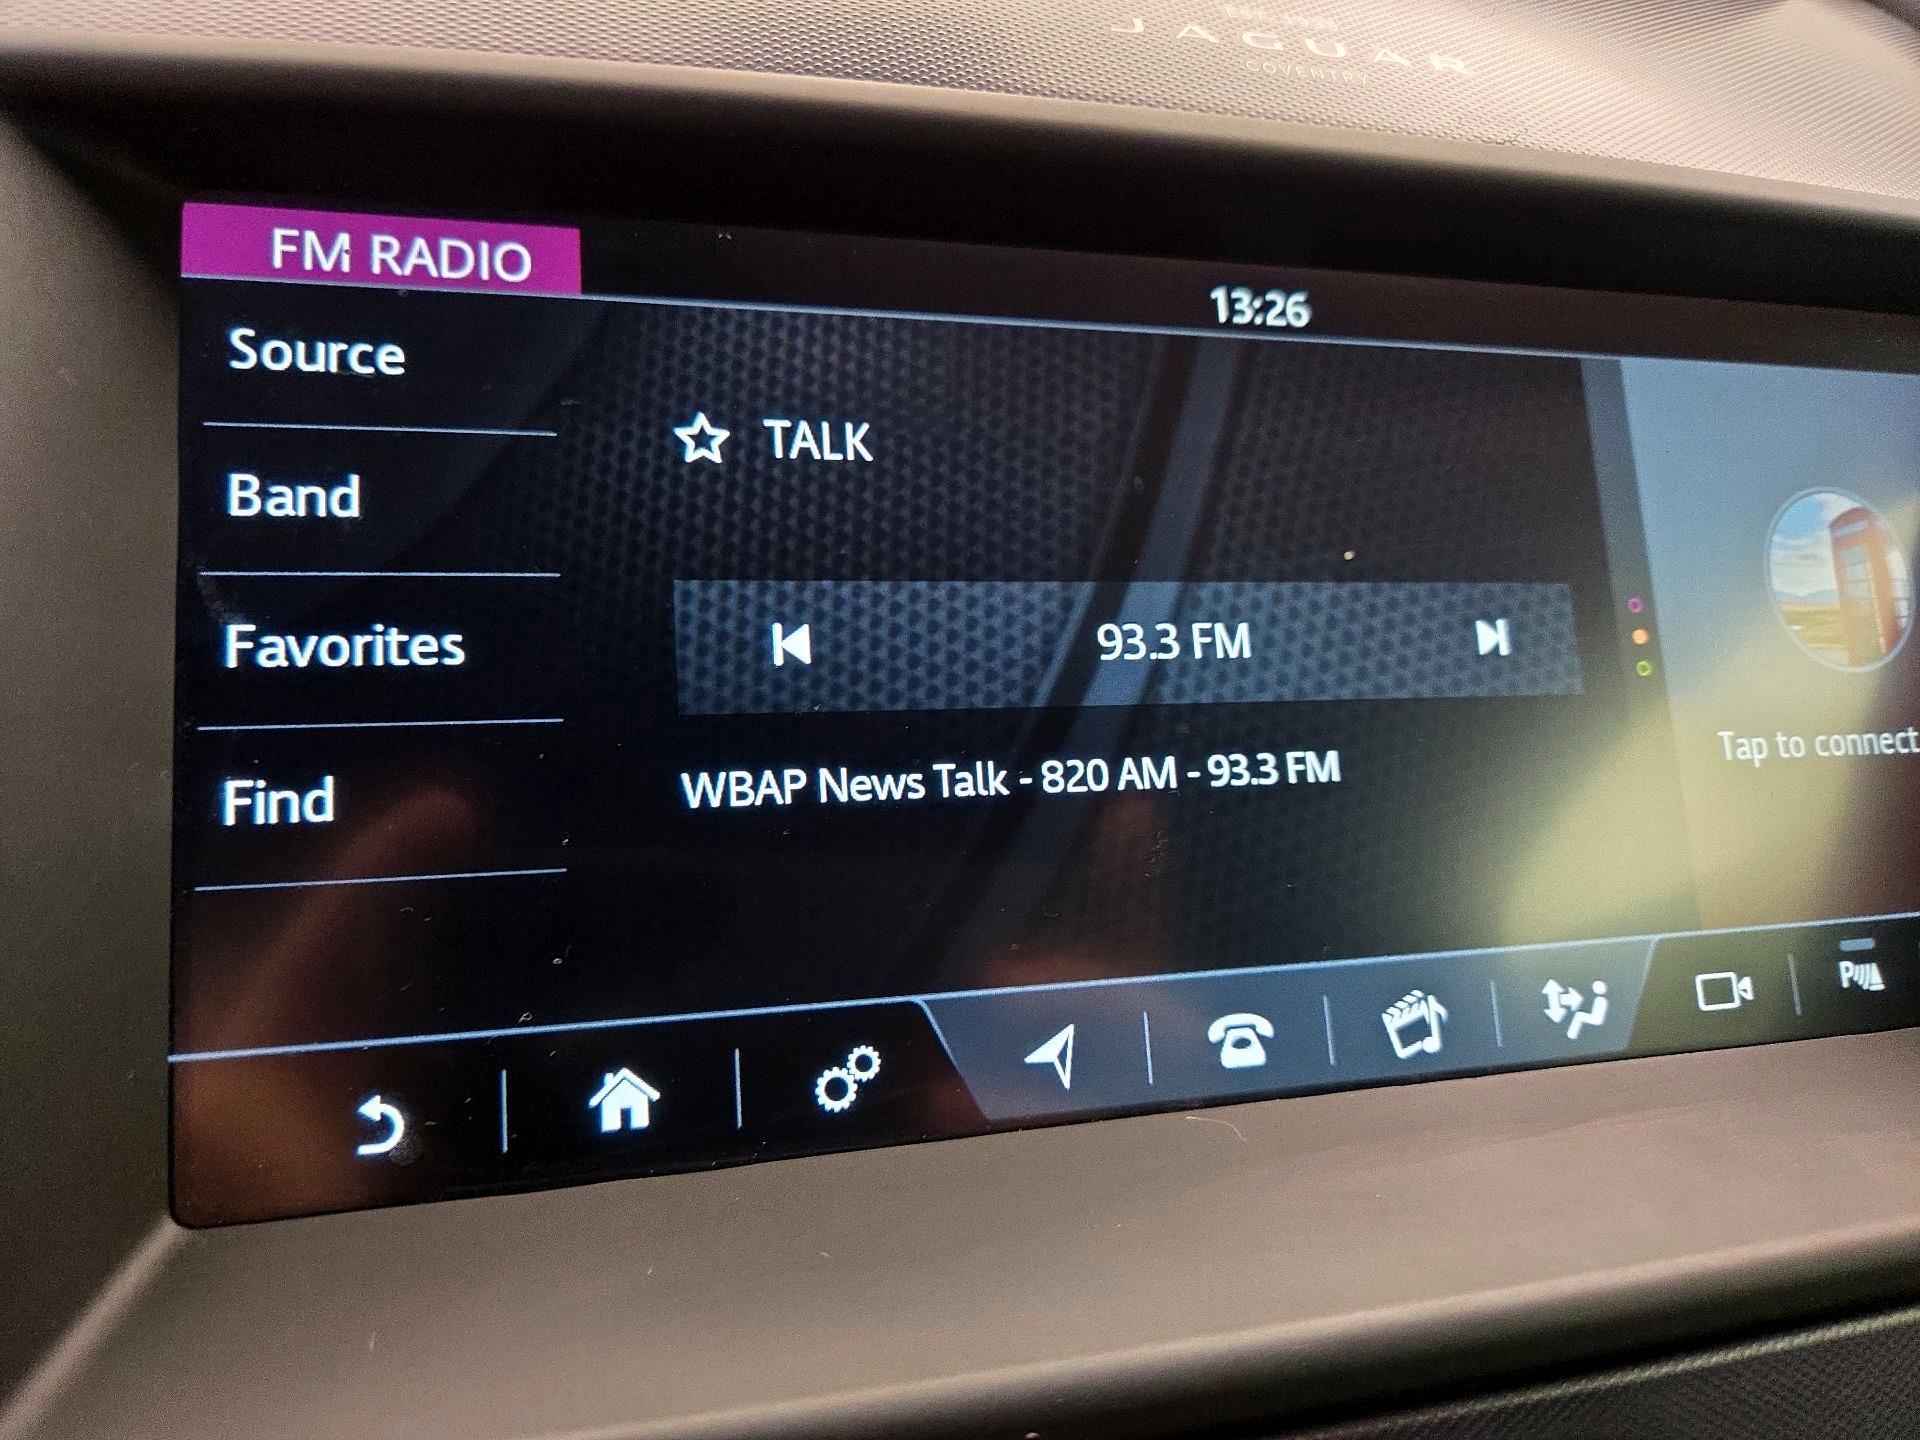 JAGUAR
COVENTRY
FM RADIO
13:26
Source
Band
Favorites
Find
TALK
93.3 FM
WBAP News Talk - 820 AM - 93.3 FM
Tap to connect
P